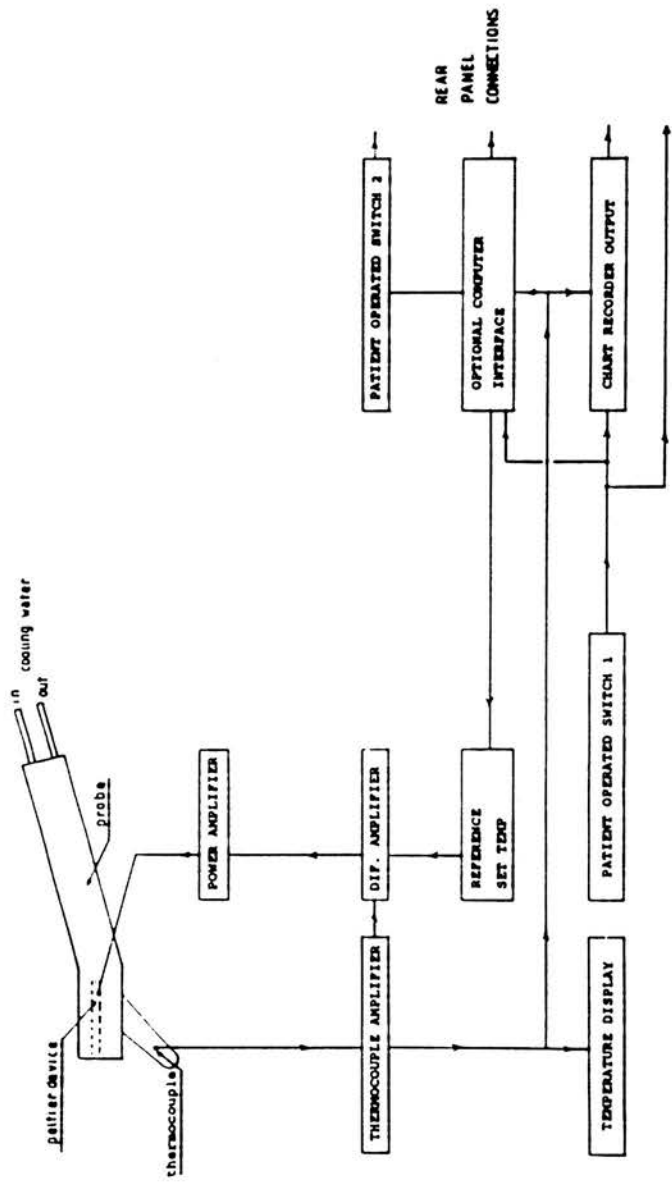 in
cooling water
out
probe
peltier device
thermocouple
POWER AMPLIFIER
THERMOCOUPLE AMPLIFIER
DIF. AMPLIFIER
PATIENT OPERATED SWITCH 2
REFERENCE
SET TEMP
OPTIONAL COMPUTER
INTERFACE
REAR
PANEL
CONNECTIONS
TEMPERATURE DISPLAY
PATIENT OPERATED SWITCH 1
CHART RECORDER OUTPUT